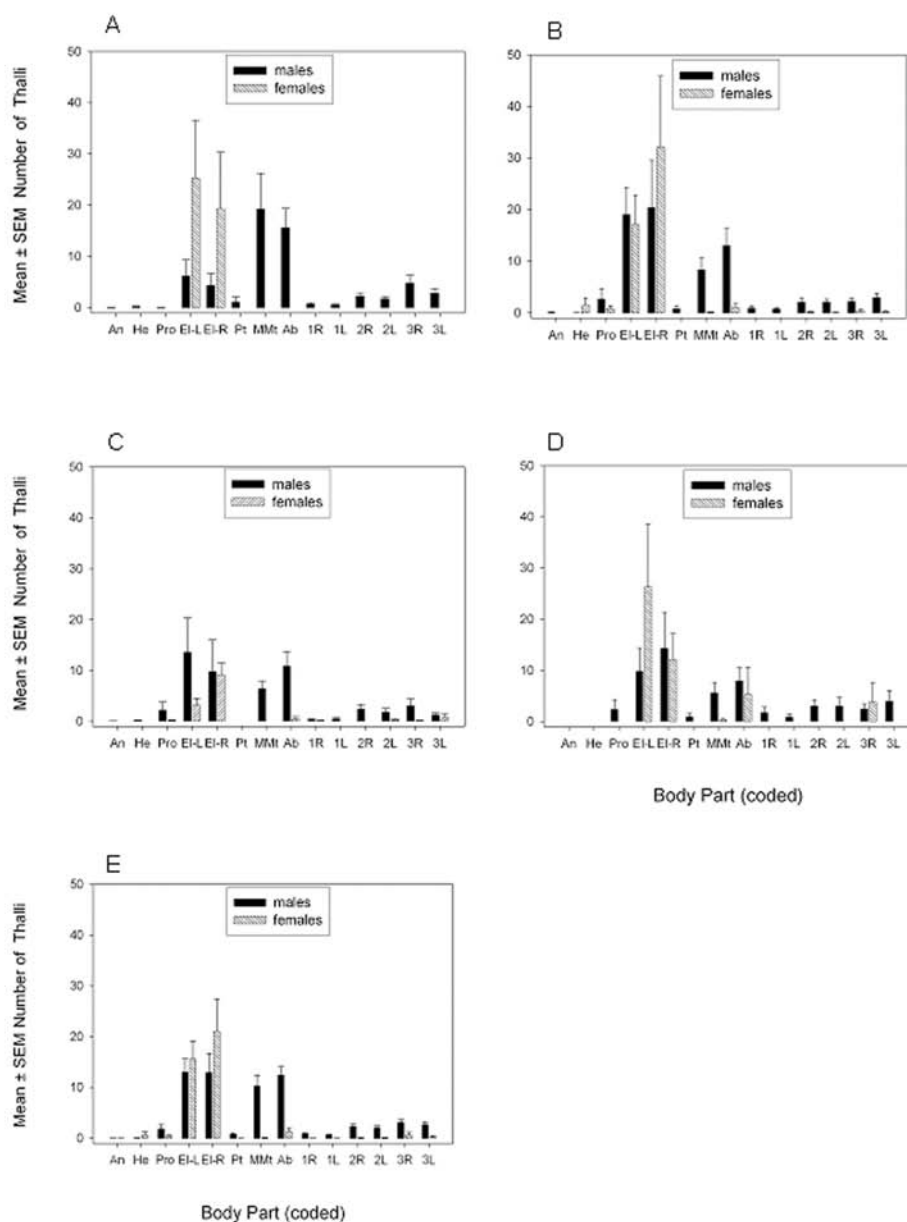 A
Mean ± SEM Number of Thalli
50
40
30
20
10
0
males
females
An He Pro El-L El-R Pt MMt Ab 1R 1L 2R 2L 3R 3L
B
50
40
30
20
10
0
males
females
An He Pro El-L El-R Pt MMt Ab 1R 1L 2R 2L 3R 3L
C
Mean ± SEM Number of Thalli
50
40
30
20
10
0
males
females
An He Pro El-L El-R Pt MMt Ab 1R 1L 2R 2L 3R 3L
D
50
40
30
20
10
0
males
females
An He Pro El-L El-R Pt MMt Ab 1R 1L 2R 2L 3R 3L
Body Part (coded)
E
Mean ± SEM Number of Thalli
50
40
30
20
10
0
males
females
An He Pro El-L El-R Pt MMt Ab 1R 1L 2R 2L 3R 3L
Body Part (coded)